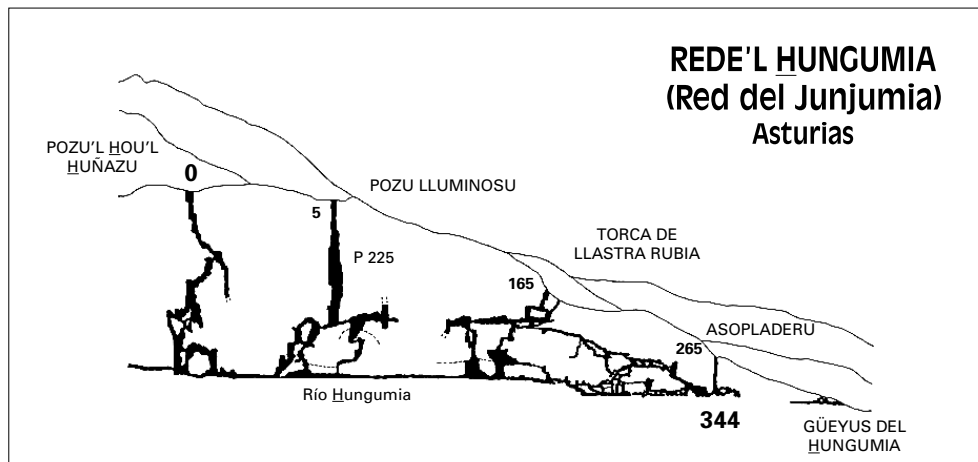 REDE'L HUNGUMIA
(Red del Junjumia)
Asturias
POZU'L HOU'L
HUÑAZU
0
POZU LLUMINOSU
5
P 225
TORCA DE
LLASTRA RUBIA
165
ASOPLADERU
265
Río Hungumia
344
GÜEYUS DEL
HUNGUMIA